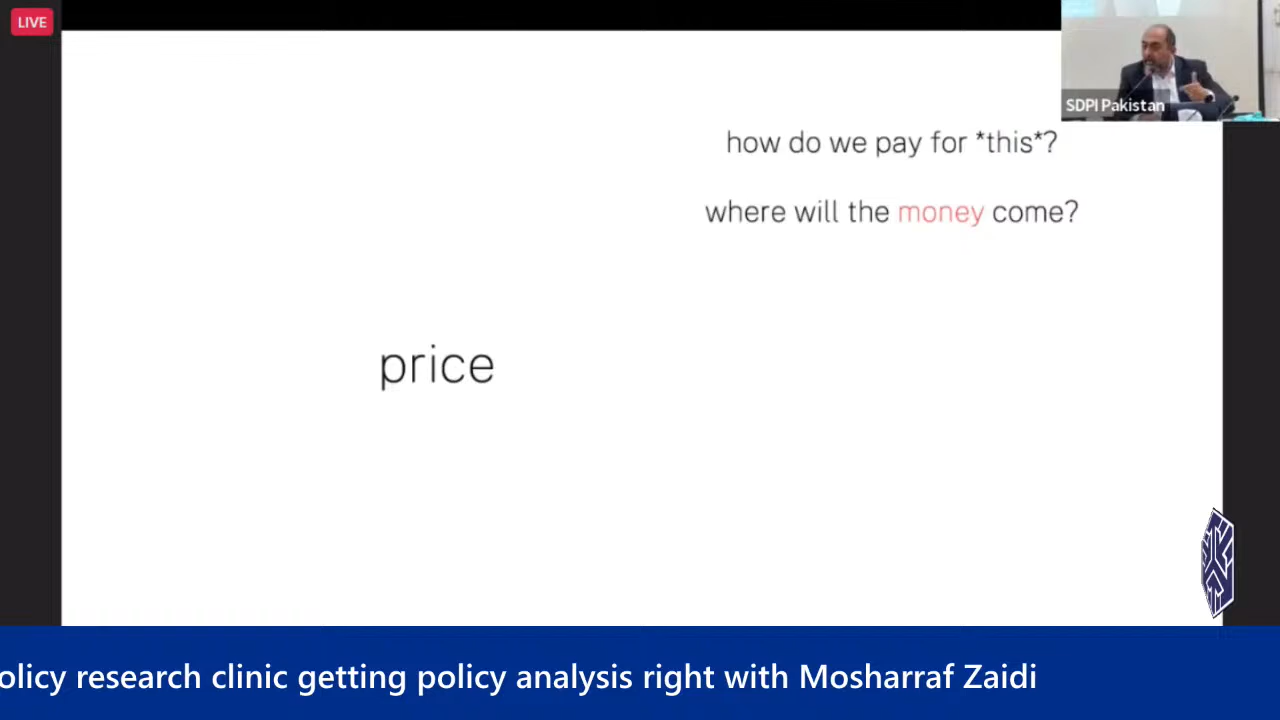 LIVE
SDPI Pakistan
how do we pay for *this*?
where will the money come?
price
olicy research clinic getting policy analysis right with Mosharraf Zaidi